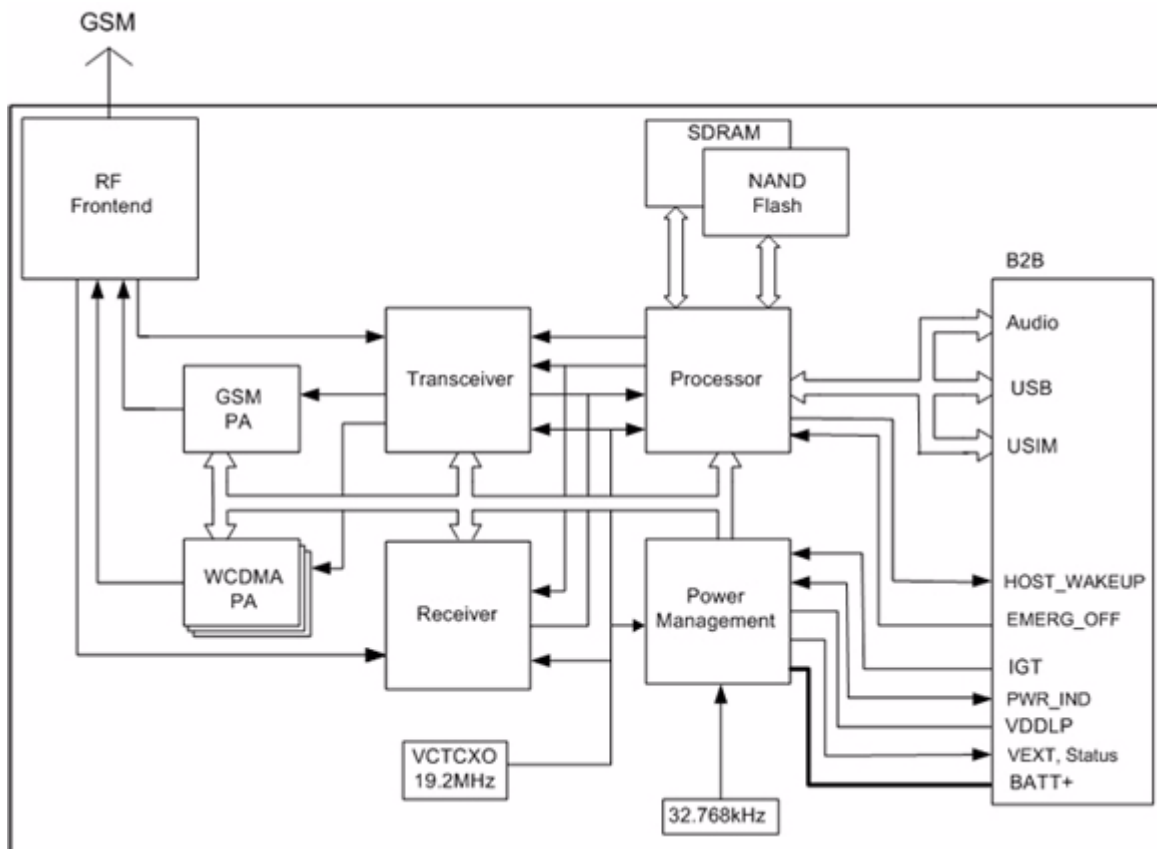 GSM
RF
Frontend
SDRAM
NAND
Flash
B2B
Audio
USB
USIM
Transceiver
Processor
GSM
PA
WCDMA
PA
Receiver
Power
Management
HOST_WAKEUP
EMERG_OFF
IGT
PWR_IND
VDDLP
VEXT, Status
BATT+
VCTCXO
19.2MHz
32.768kHz